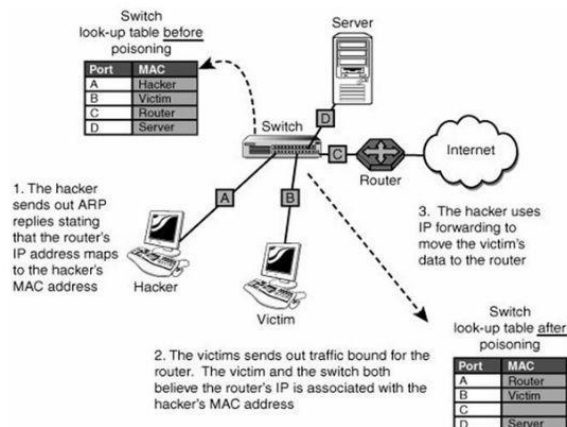 Switch
look-up table before
poisoning
Port MAC
A Hacker
B Victim
C Router
D Server
Server
Switch
D
C
A
B
Router
Internet
1. The hacker
sends out ARP
replies stating
that the router's
IP address maps
to the hacker's
MAC address
Hacker
Victim
3. The hacker uses
IP forwarding to
move the victim's
data to the router
2. The victims sends out traffic bound for the
router. The victim and the switch both
believe the router's IP is associated with the
hacker's MAC address
Switch
look-up table after
poisoning
Port MAC
A Router
B Victim
C
D Server